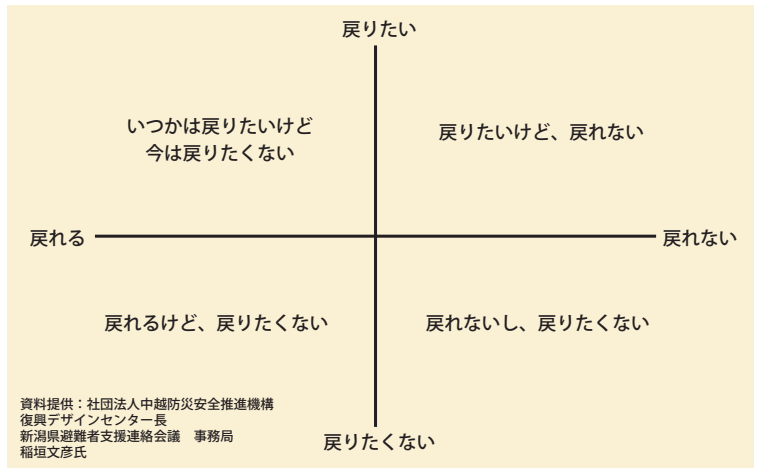 戻りたい
いつかは戻りたいけど
今は戻りたくない
戻りたいけど、戻れない
戻れる
戻れない
戻れるけど、戻りたくない
戻れないし、戻りたくない
資料提供：社団法人中越防災安全推進機構
復興デザインセンター長
新潟県避難者支援連絡会議　事務局
稲垣文彦氏
戻りたくない